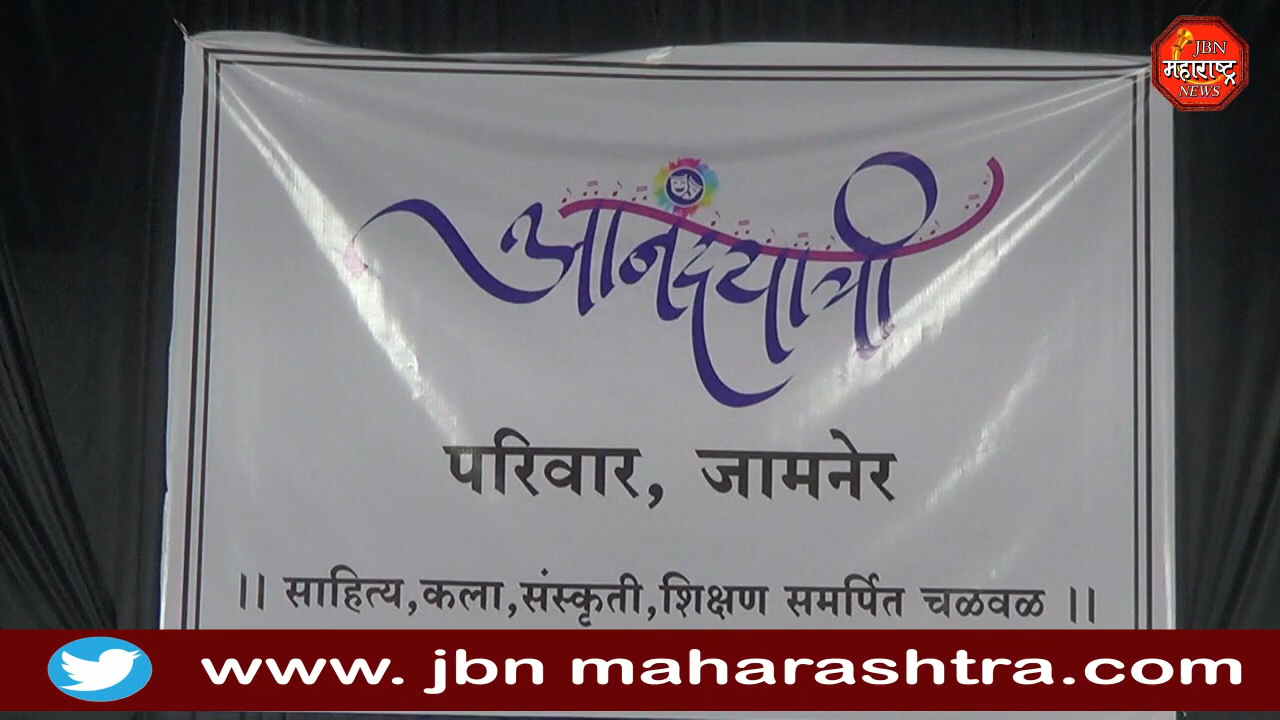 JBN
महाराष्ट्र
NEWS
आनंदयात्री
परिवार, जामनेर
|| साहित्य,कला,संस्कृती,शिक्षण समर्पित चळवळ ||
www. jbn maharashtra.com